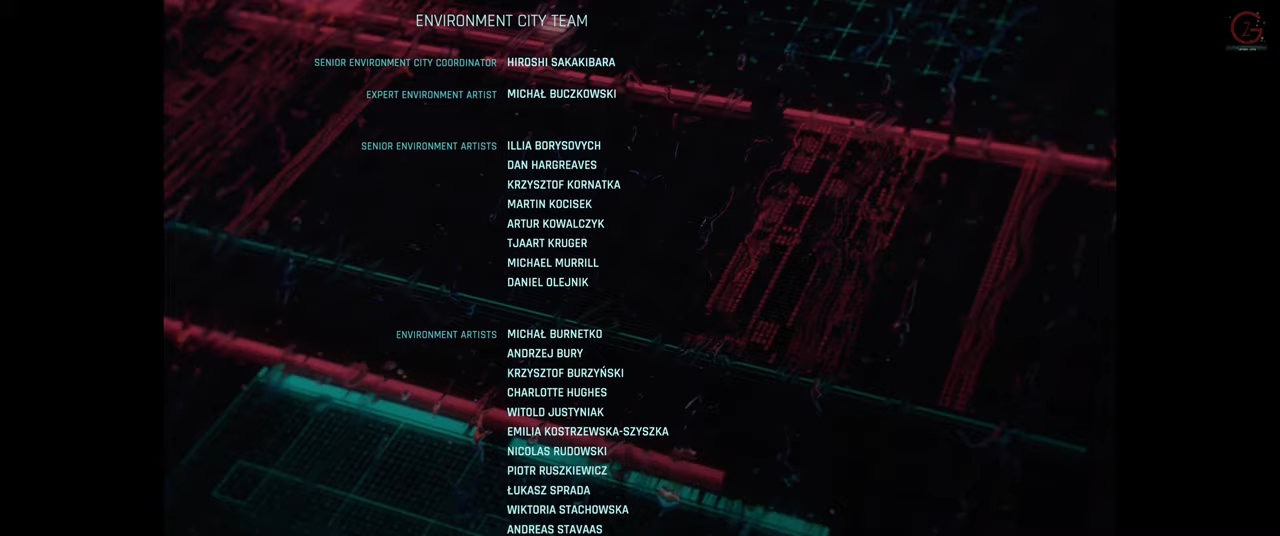 ENVIRONMENT CITY TEAM
SENIOR ENVIRONMENT CITY COORDINATOR HIROSHI SAKAKIBARA
EXPERT ENVIRONMENT ARTIST MICHAŁ BUCZKOWSKI
SENIOR ENVIRONMENT ARTISTS ILLIA BORYSOVYCH
DAN HARGREAVES
KRZYSZTOF KORNATKA
MARTIN KOCISEK
ARTUR KOWALCZYK
TJAART KRUGER
MICHAEL MURRILL
DANIEL OLEJNIK
ENVIRONMENT ARTISTS MICHAŁ BURNETKO
ANDRZEJ BURY
KRZYSZTOF BURZYŃSKI
CHARLOTTE HUGHES
WITOLD JUSTYNIAK
EMILIA KOSTRZEWSKA-SZYSZKA
NICOLAS RUDOWSKI
PIOTR RUSZKIEWICZ
ŁUKASZ SPRADA
WIKTORIA STACHOWSKA
ANDREAS STAVAAS